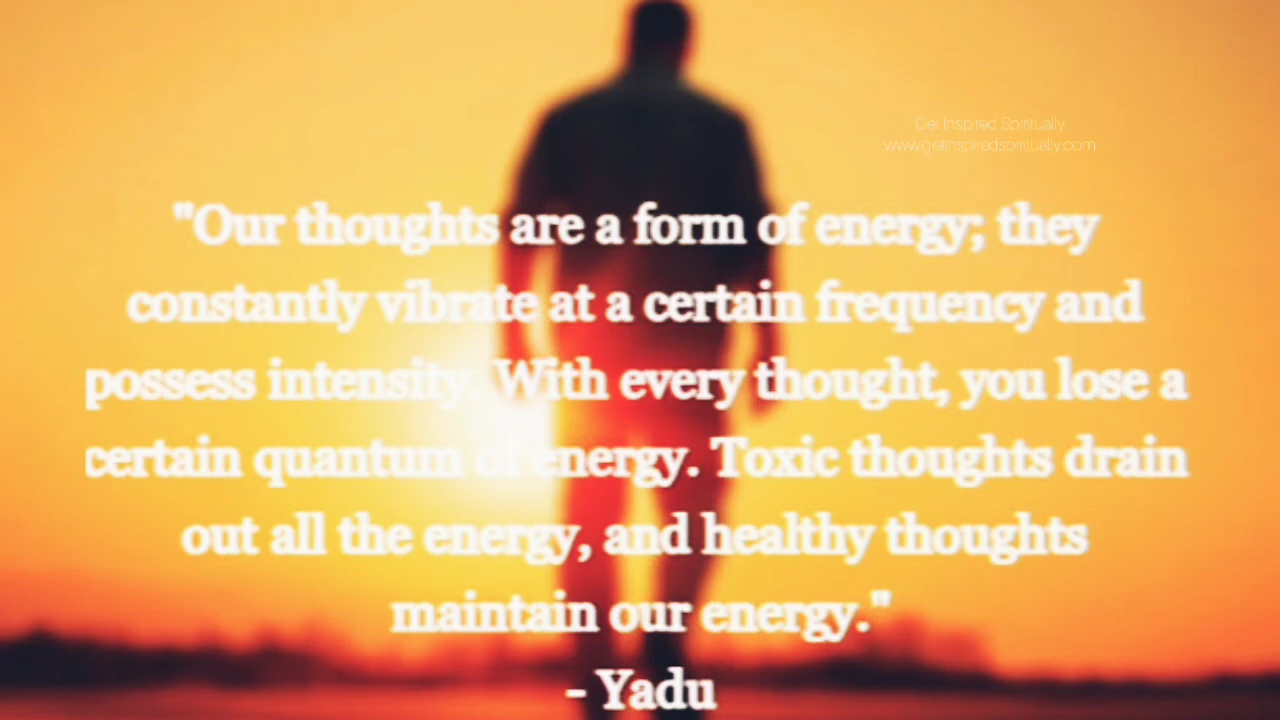 Get Inspired Spiritually
www.getinspiredspiritually.com
"Our thoughts are a form of energy; they
constantly vibrate at a certain frequency and
possess intensity. With every thought, you lose a
certain quantum of energy. Toxic thoughts drain
out all the energy, and healthy thoughts
maintain our energy."
- Yadu